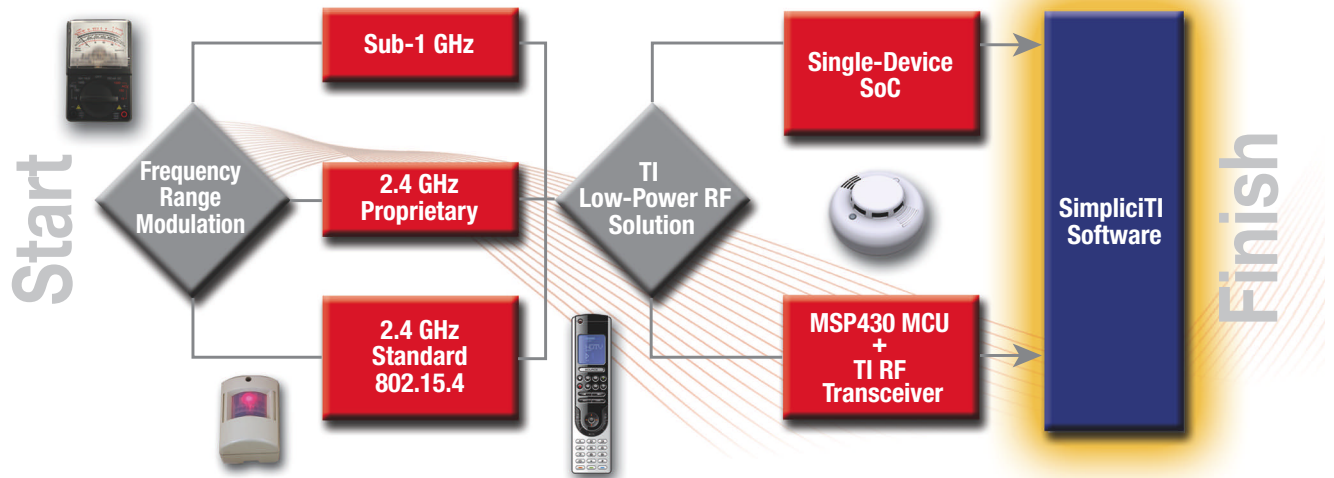 Start
Frequency
Range
Modulation
Sub-1 GHz
2.4 GHz
Proprietary
2.4 GHz
Standard
802.15.4
TI
Low-Power RF
Solution
Single-Device
SoC
MSP430 MCU
+
TI RF
Transceiver
SimpliciTI
Software
Finish